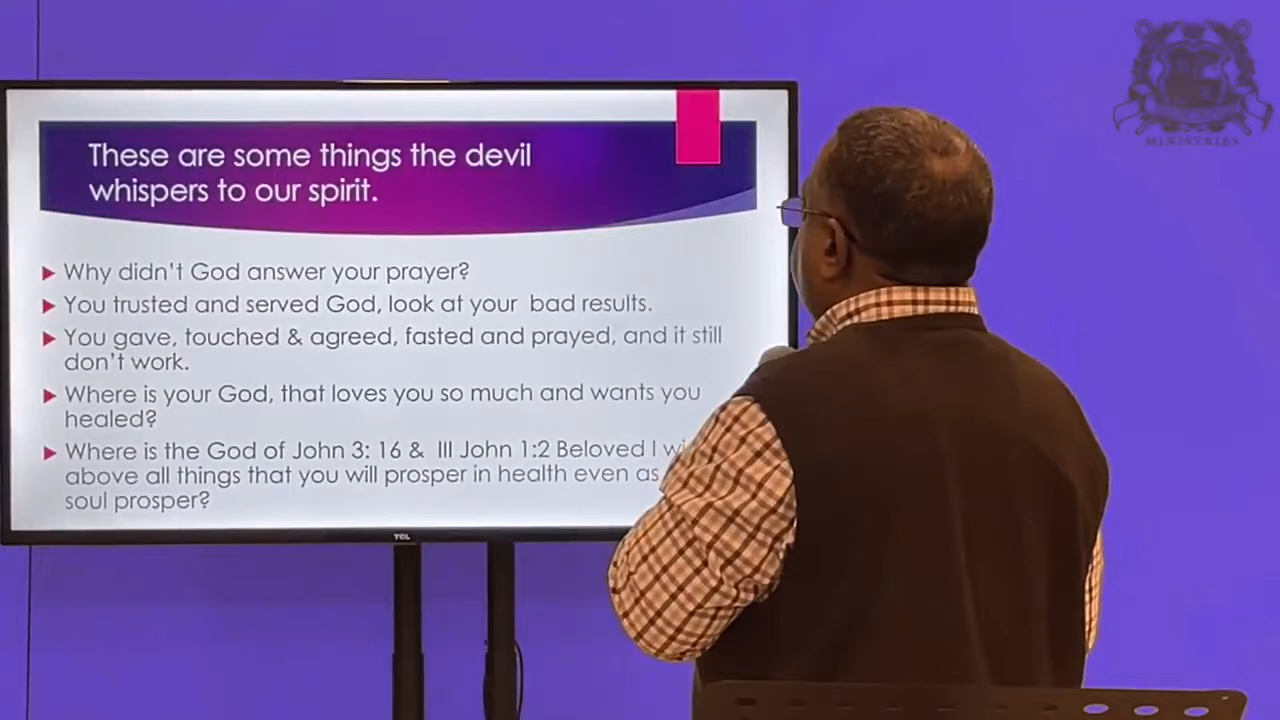 These are some things the devil
whispers to our spirit.
Why didn't God answer your prayer?
You trusted and served God, look at your bad results.
You gave, touched & agreed, fasted and prayed, and it still
don't work.
Where is your God, that loves you so much and wants you
healed?
Where is the God of John 3: 16 & III John 1:2 Beloved I
above all things that you will prosper in health even as
soul prosper?
TCL
MINISTRIES